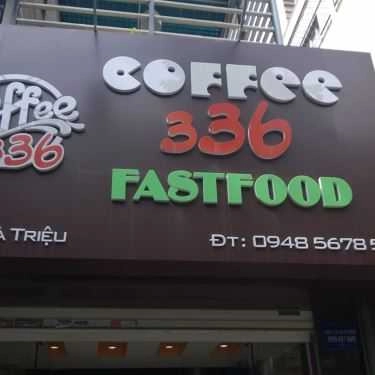 coffee
336
FASTFOOD
TRIỆU
ĐT: 0948 5678